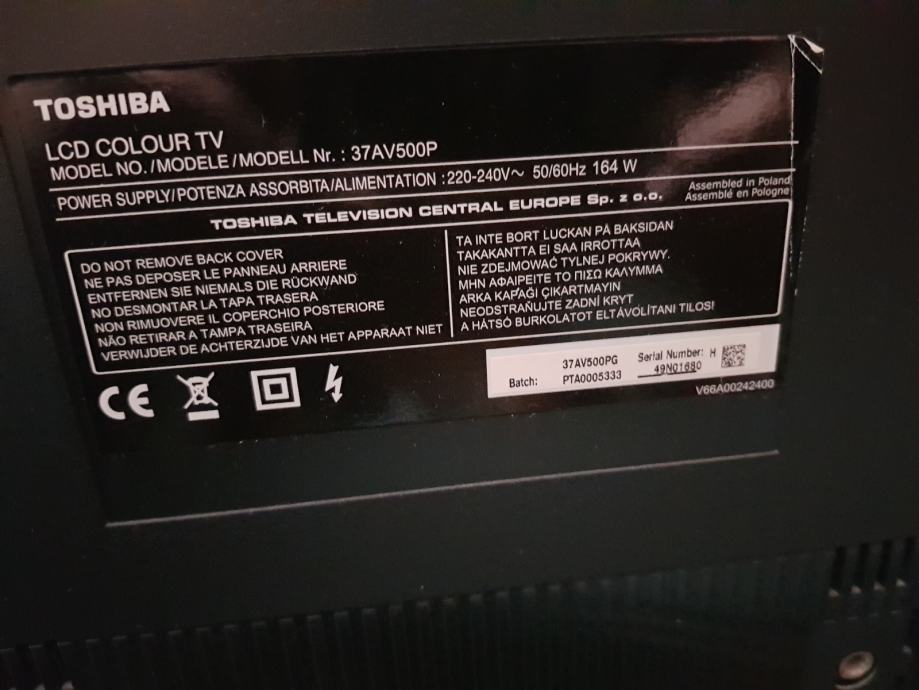 TOSHIBA
LCD COLOUR TV
MODEL NO./MODELE/MODELL Nr. : 37AV500P
POWER SUPPLY/POTENZA ASSORBITA/ALIMENTATION :220-240V~ 50/60Hz 164 W
Assembled in Poland
Assemblé en Pologne
TOSHIBA TELEVISION CENTRAL EUROPE Sp. z o.o.
DO NOT REMOVE BACK COVER
NE PAS DEPOSER LE PANNEAU ARRIERE
ENTFERNEN SIE NIEMALS DIE RÜCKWAND
NO DESMONTAR LA TAPA TRASERA
NON RIMUOVERE IL COPERCHIO POSTERIORE
NÃO RETIRAR A TAMPA TRASEIRA
VERWIJDER DE ACHTERZIJDE VAN HET APPARAAT NIET
TA INTE BORT LUCKAN PÅ BAKSIDAN
TAKAKANTTA EI SAA IRROTTAA
NIE ZDEJMOWAĆ TYLNEJ POKRYWY.
ΜΗΝ ΑΦΑΙΡΕΙΤΕ ΤΟ ΠΙΣΩ ΚΑΛΥΜΜΑ
ARKA KAPAĞI ÇIKARTMAYIN
NEODSTRAŇUJTE ZADNÍ KRYT
A HÁTSÓ BURKOLATOT ELTÁVOLÍTANI TILOS!
CE
37AV500PG
Batch: PTA0005333
Serial Number: H
49N01680
V66A00242400